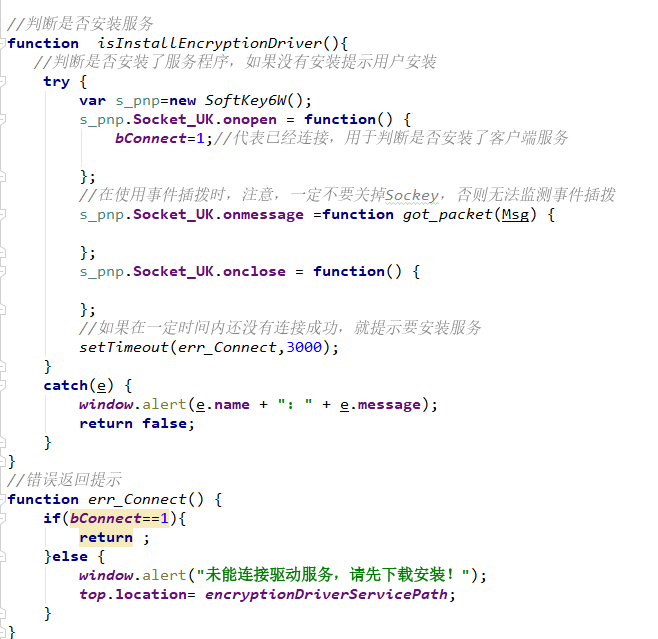 //判断是否安装服务
function  isInstallEncryptionDriver(){
//判断是否安装了服务程序，如果没有安装提示用户安装
try {
var s_pnp=new SoftKey6W();
s_pnp.Socket_UK.onopen = function() {
bConnect=1;//代表已经连接，用于判断是否安装了客户端服务
};
//在使用事件插拨时，注意，一定不要关掉Sockey，否则无法监测事件插拨
s_pnp.Socket_UK.onmessage =function got_packet(Msg) {
};
s_pnp.Socket_UK.onclose = function() {
};
//如果在一定时间内还没有连接成功，就提示要安装服务
setTimeout(err_Connect,3000);
}
catch(e) {
window.alert(e.name + ": " + e.message);
return false;
}
}
//错误返回提示
function err_Connect() {
if(bConnect==1){
return ;
}else {
window.alert("未能连接驱动服务，请先下载安装！");
top.location= encryptionDriverServicePath;
}
}